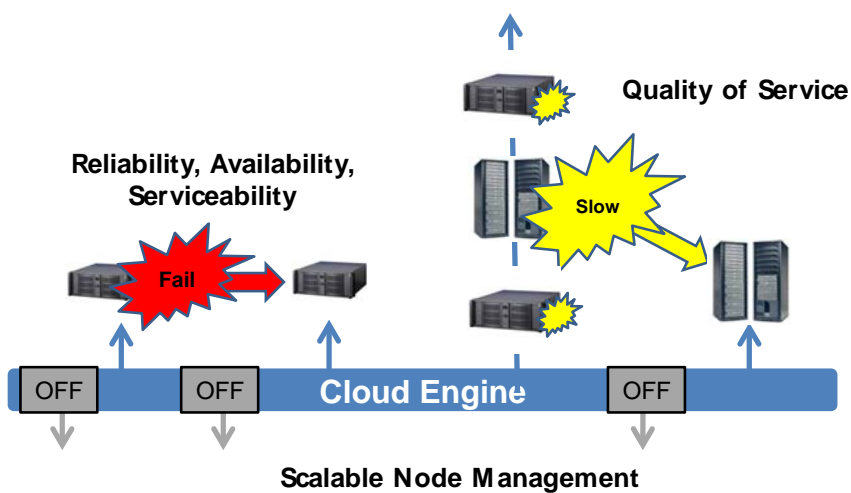 Quality of Service
Reliability, Availability,
Serviceability
Slow
Fail
OFF
OFF
Cloud Engine
OFF
Scalable Node Management